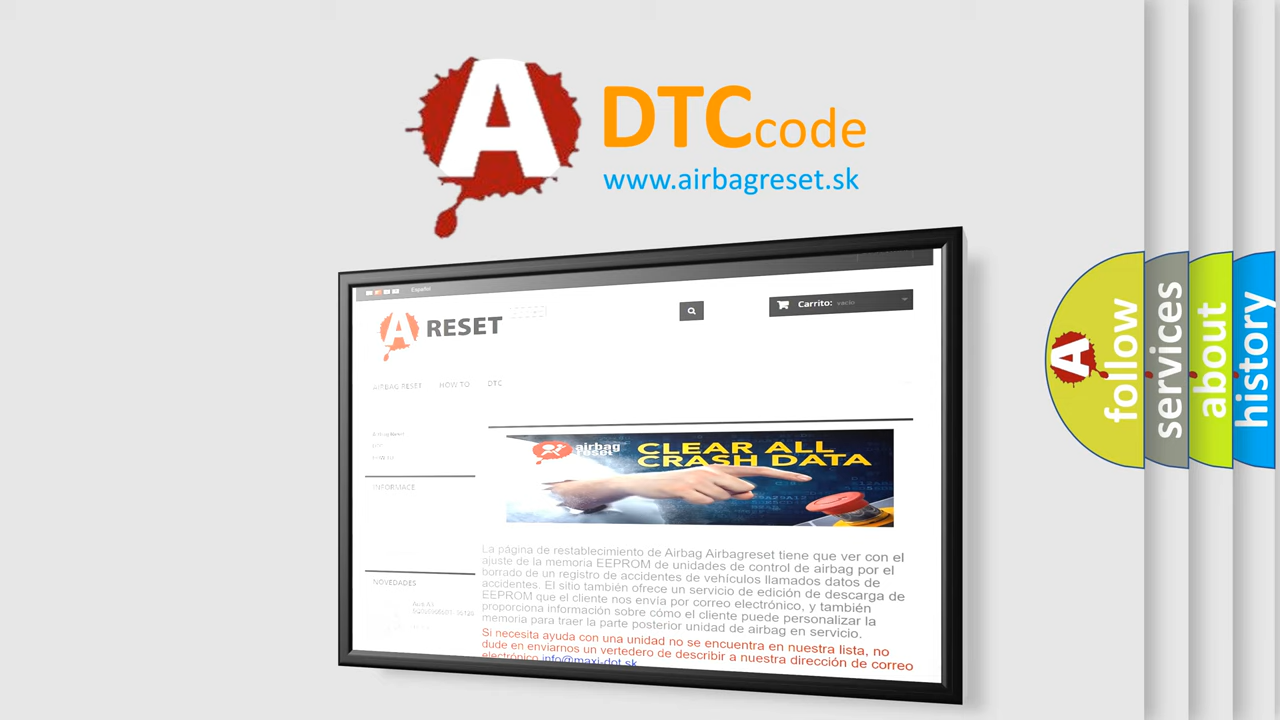 A DTCcode
www.airbagreset.sk
Español
A RESET
Carrito: vacío
AIRBAG RESET HOW TO DTC
Airbag Reset
HOW TO
INFORMACE
airbag
reset
CLEAR ALL
CRASH DATA
La página de restablecimiento de Airbag Airbagreset tiene que ver con el
ajuste de la memoria EEPROM de unidades de control de airbag por el
borrado de un registro de accidentes de vehículos llamados datos de
accidentes. El sitio también ofrece un servicio de edición de descarga de
EEPROM que el cliente nos envía por correo electrónico, y también
proporciona información sobre cómo el cliente puede personalizar la
memoria para traer la parte posterior unidad de airbag en servicio.
Si necesita ayuda con una unidad no se encuentra en nuestra lista, no
dude en enviarnos un vertedero de describir a nuestra dirección de correo
electrónico info@maxi-dot.sk
NOVEDADES
A follow
services
about
history